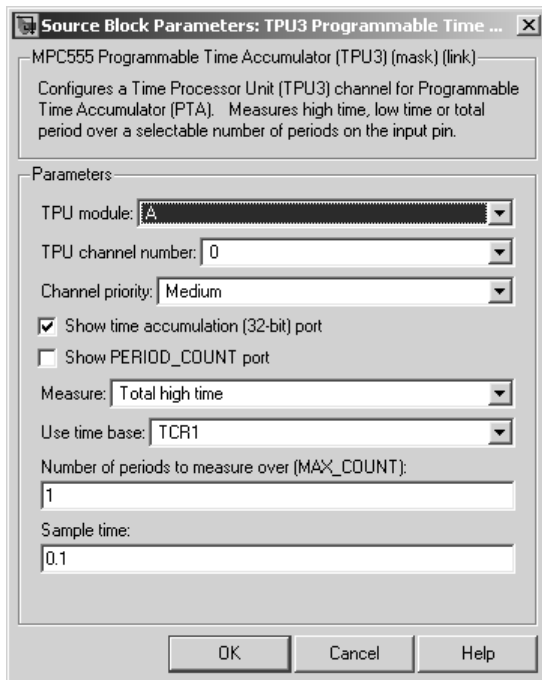 Source Block Parameters: TPU3 Programmable Time ...
MPC555 Programmable Time Accumulator (TPU3) (mask) (link)
Configures a Time Processor Unit (TPU3) channel for Programmable
Time Accumulator (PTA).   Measures high time, low time or total
period over a selectable number of periods on the input pin.
Parameters
TPU module: A
TPU channel number: 0
Channel priority: Medium
Show time accumulation (32-bit) port
Show PERIOD_COUNT port
Measure: Total high time
Use time base: TCR1
Number of periods to measure over (MAX_COUNT):
1
Sample time:
0.1
OK Cancel Help